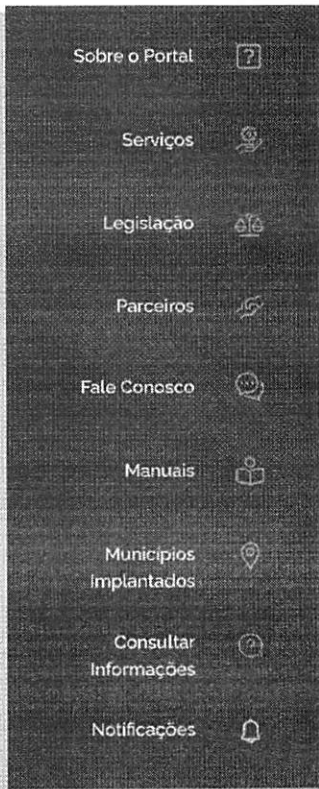 Sobre o Portal
Serviços
Legislação
Parceiros
Fale Conosco
Manuais
Municípios
Implantados
Consultar
Informações
Notificações